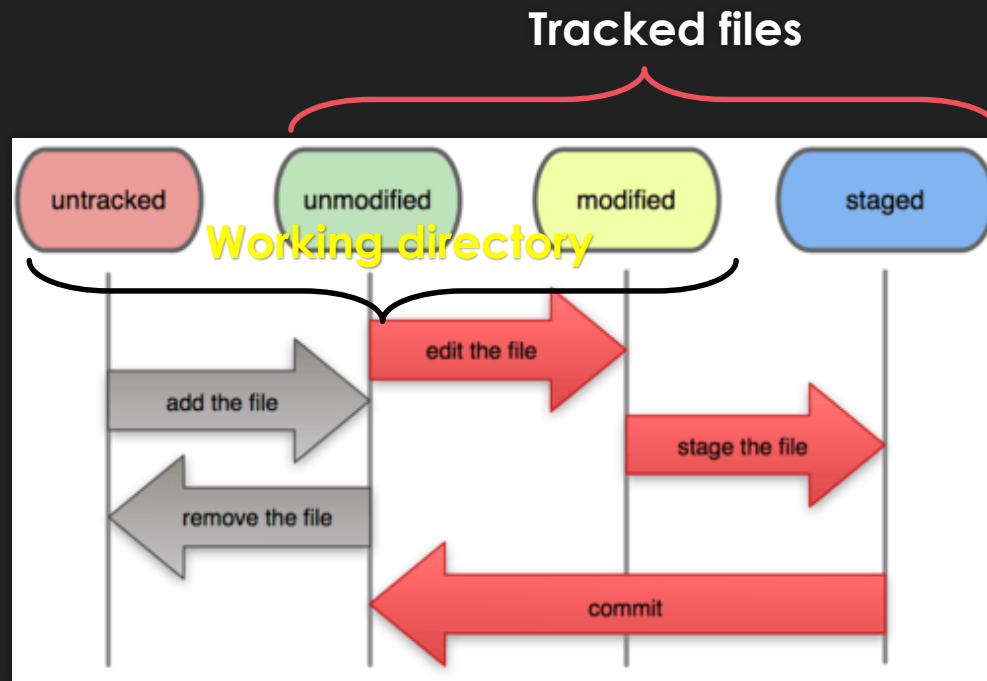 Tracked files
untracked
unmodified
modified
staged
Working directory
edit the file
add the file
stage the file
remove the file
commit